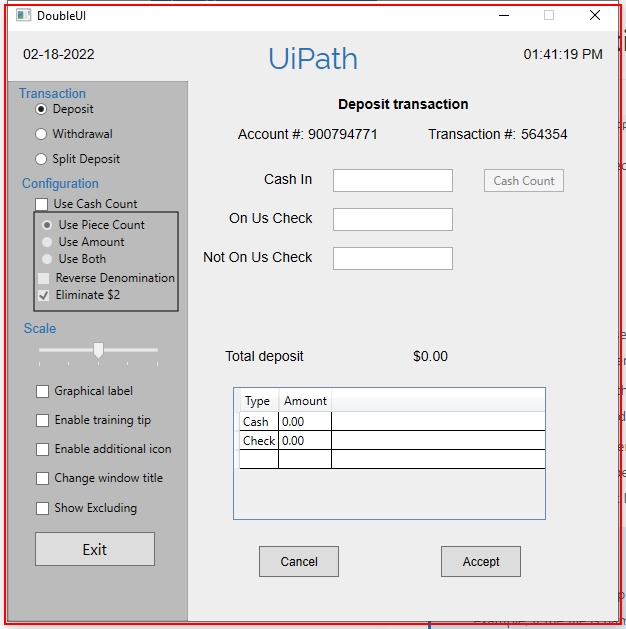 DoubleUI
02-18-2022
UiPath
01:41:19 PM
Transaction
Deposit
Withdrawal
Split Deposit
Configuration
Use Cash Count
Use Piece Count
Use Amount
Use Both
Reverse Denomination
Eliminate $2
Scale
Graphical label
Enable training tip
Enable additional icon
Change window title
Show Excluding
Exit
Deposit transaction
Account #: 900794771 Transaction #: 564354
Cash In
Cash Count
On Us Check
Not On Us Check
Total deposit $0.00
Type Amount
Cash 0.00
Check 0.00
Cancel Accept